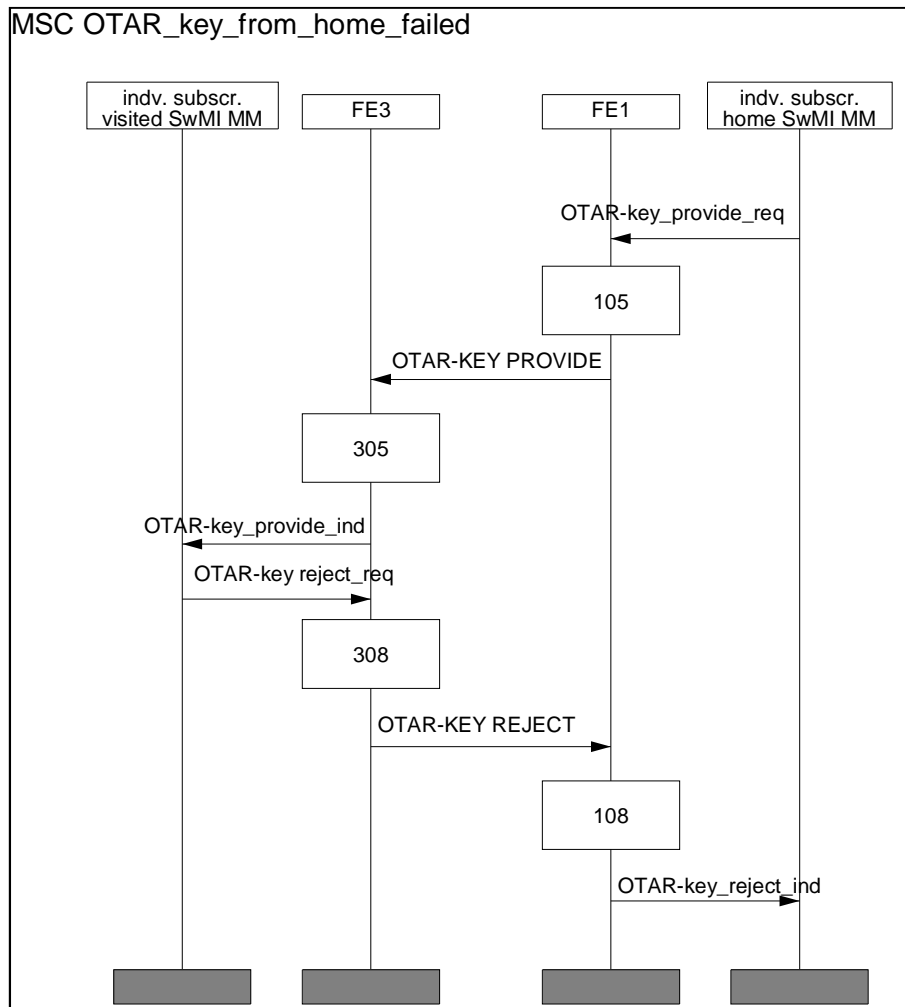 MSC OTAR_key_from_home_failed
indv. subscr.
visited SwMI MM
FE3
FE1
indv. subscr.
home SwMI MM
OTAR-key_provide_req
105
OTAR-KEY PROVIDE
305
OTAR-key_provide_ind
OTAR-key reject_req
308
OTAR-KEY REJECT
108
OTAR-key_reject_ind